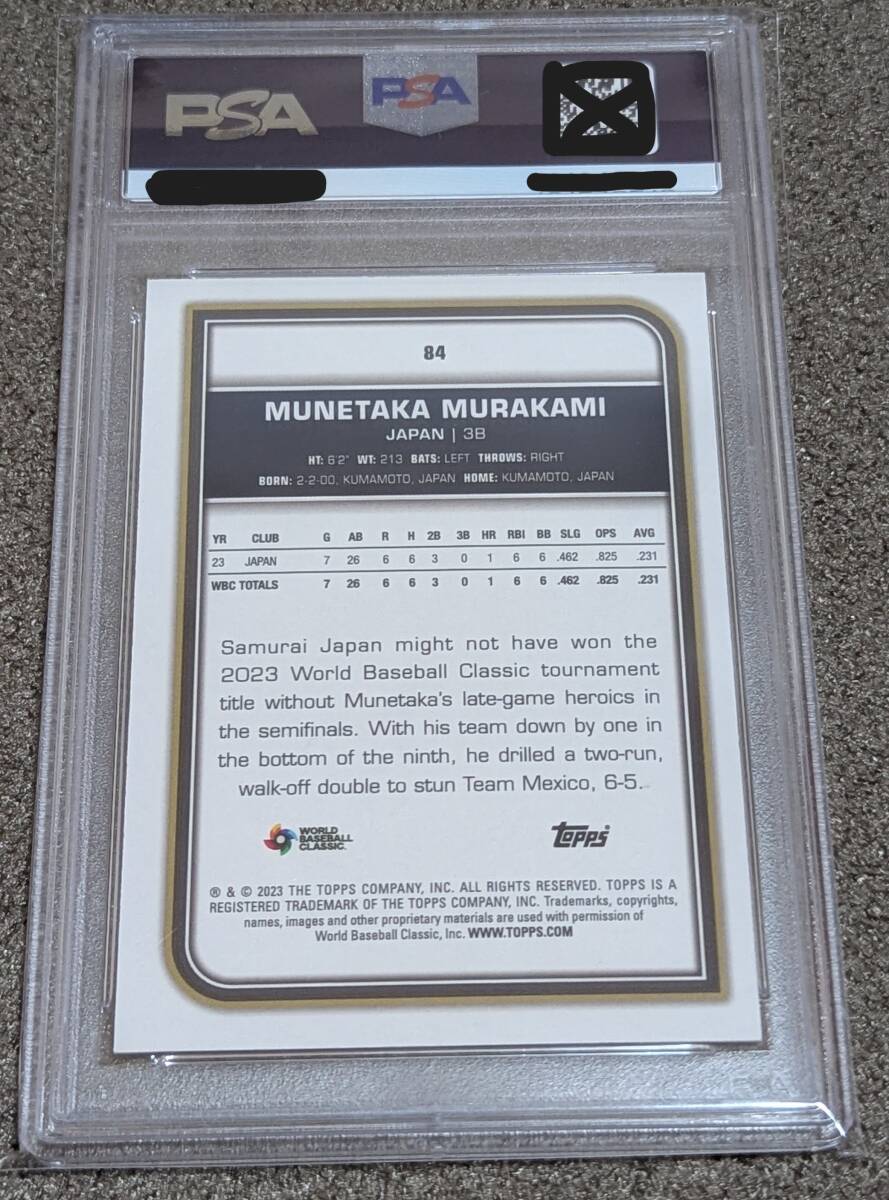 PSA PSA
84
MUNETAKA MURAKAMI
JAPAN | 3B
HT: 6'2" WT: 213 BATS: LEFT THROWS: RIGHT
BORN: 2-2-00, KUMAMOTO, JAPAN HOME: KUMAMOTO, JAPAN
YR CLUB G AB R H 2B 3B HR RBI BB SLG OPS AVG
23 JAPAN 7 26 6 6 3 0 1 6 6 .462 .825 .231
WBC TOTALS 7 26 6 6 3 0 1 6 6 .462 .825 .231
Samurai Japan might not have won the
2023 World Baseball Classic tournament
title without Munetaka's late-game heroics in
the semifinals. With his team down by one in
the bottom of the ninth, he drilled a two-run,
walk-off double to stun Team Mexico, 6-5.
WORLD
BASEBALL
CLASSIC.
topps
® & © 2023 THE TOPPS COMPANY, INC. ALL RIGHTS RESERVED. TOPPS IS A
REGISTERED TRADEMARK OF THE TOPPS COMPANY, INC. Trademarks, copyrights,
names, images and other proprietary materials are used with permission of
World Baseball Classic, Inc. WWW.TOPPS.COM